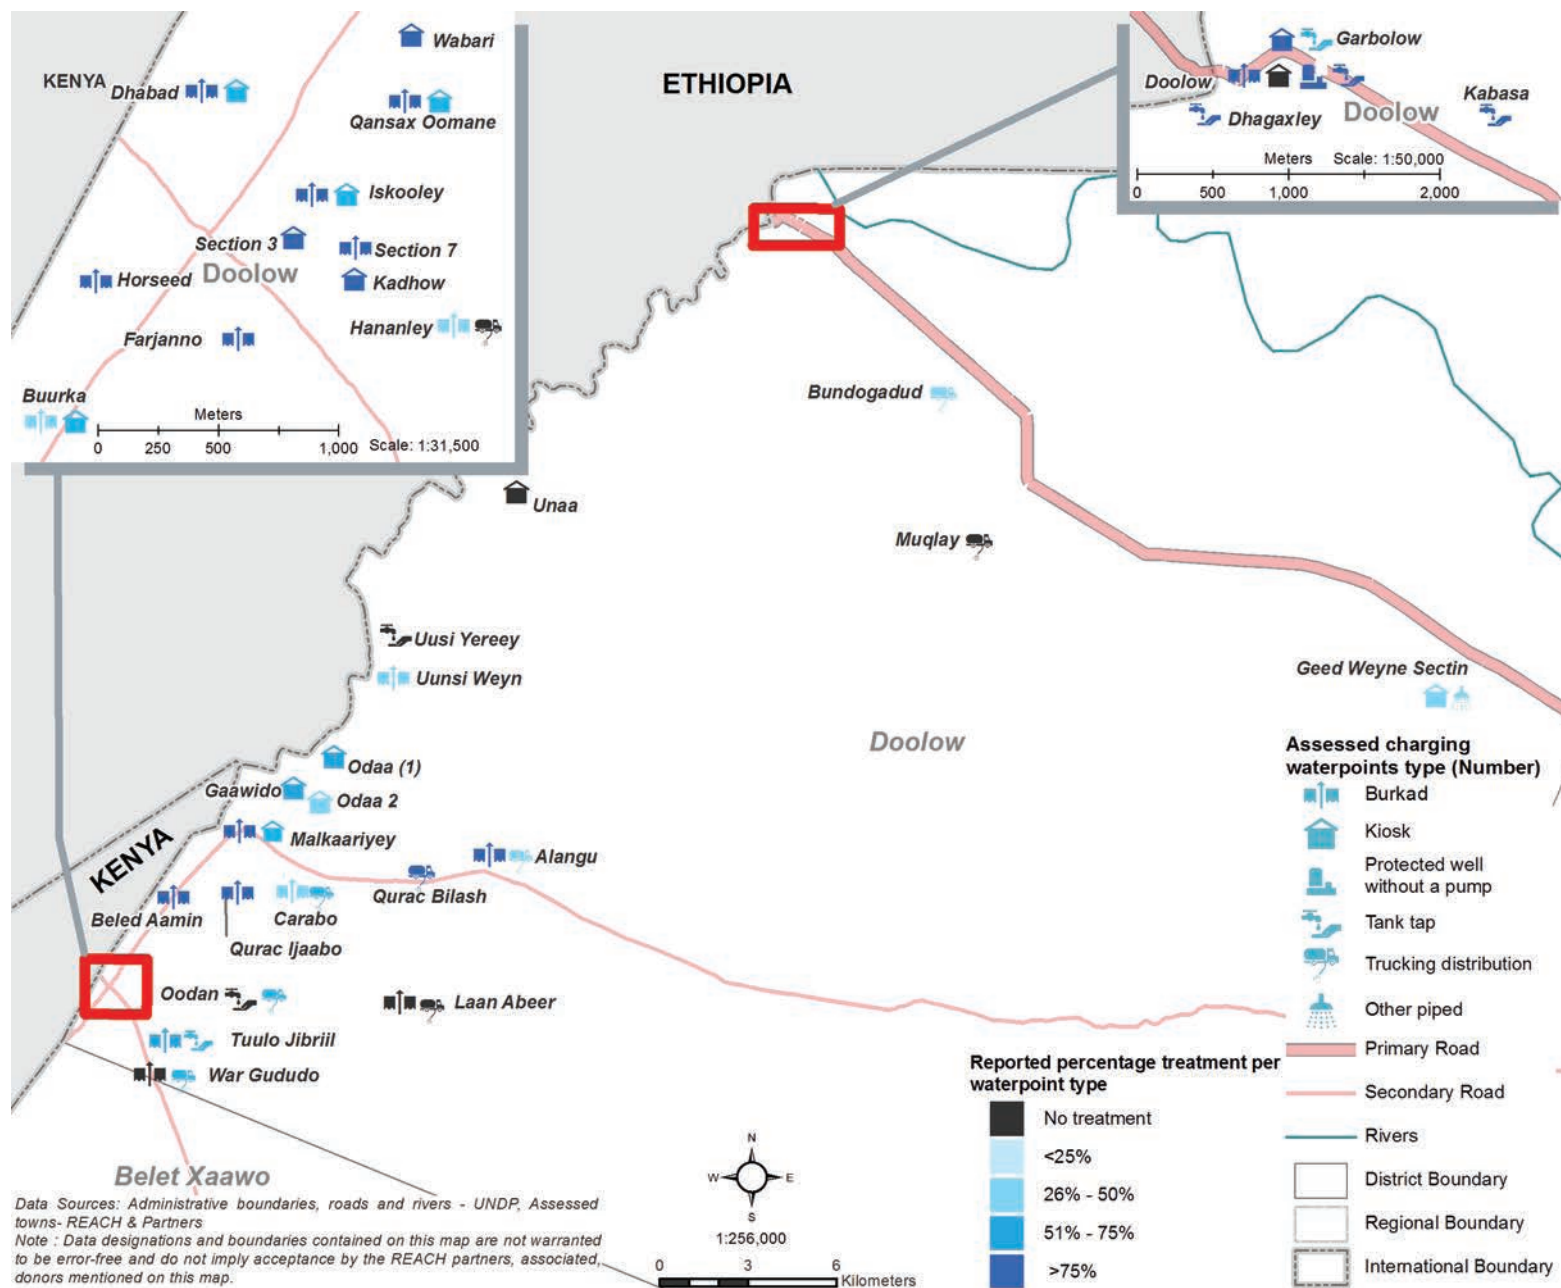 KENYA
Dhabad
Wabari
Qansax Oomane
Iskooley
Section 3
Section 7
Doolow
Horseed
Kadhow
Farjanno
Hananley
Buurka
Meters
0 250 500 1,000
Scale: 1:31,500
ETHIOPIA
Garbolow
Doolow
Kabasa
Dhagaxley
Doolow
Meters Scale: 1:50,000
0 500 1,000 2,000
Bundogadud
Unaa
Muqlay
Uusi Yereey
Uunsi Weyn
Geed Weyne Sectin
Doolow
Odaa (1)
Gaawido
Odaa 2
Malkaariyey
KENYA
Alangu
Qurac Bilash
Beled Aamin
Carabo
Qurac Ijaabo
Oodan
Laan Abeer
Tuulo Jibriil
War Gududo
Belet Xaawo
Data Sources: Administrative boundaries, roads and rivers - UNDP, Assessed
towns- REACH & Partners
Note : Data designations and boundaries contained on this map are not warranted
to be error-free and do not imply acceptance by the REACH partners, associated,
donors mentioned on this map.
N
W E
S
1:256,000
0 3 6
Kilometers
Reported percentage treatment per
waterpoint type
No treatment
<25%
26% - 50%
51% - 75%
>75%
Assessed charging
waterpoints type (Number)
Burkad
Kiosk
Protected well
without a pump
Tank tap
Trucking distribution
Other piped
Primary Road
Secondary Road
Rivers
District Boundary
Regional Boundary
International Boundary